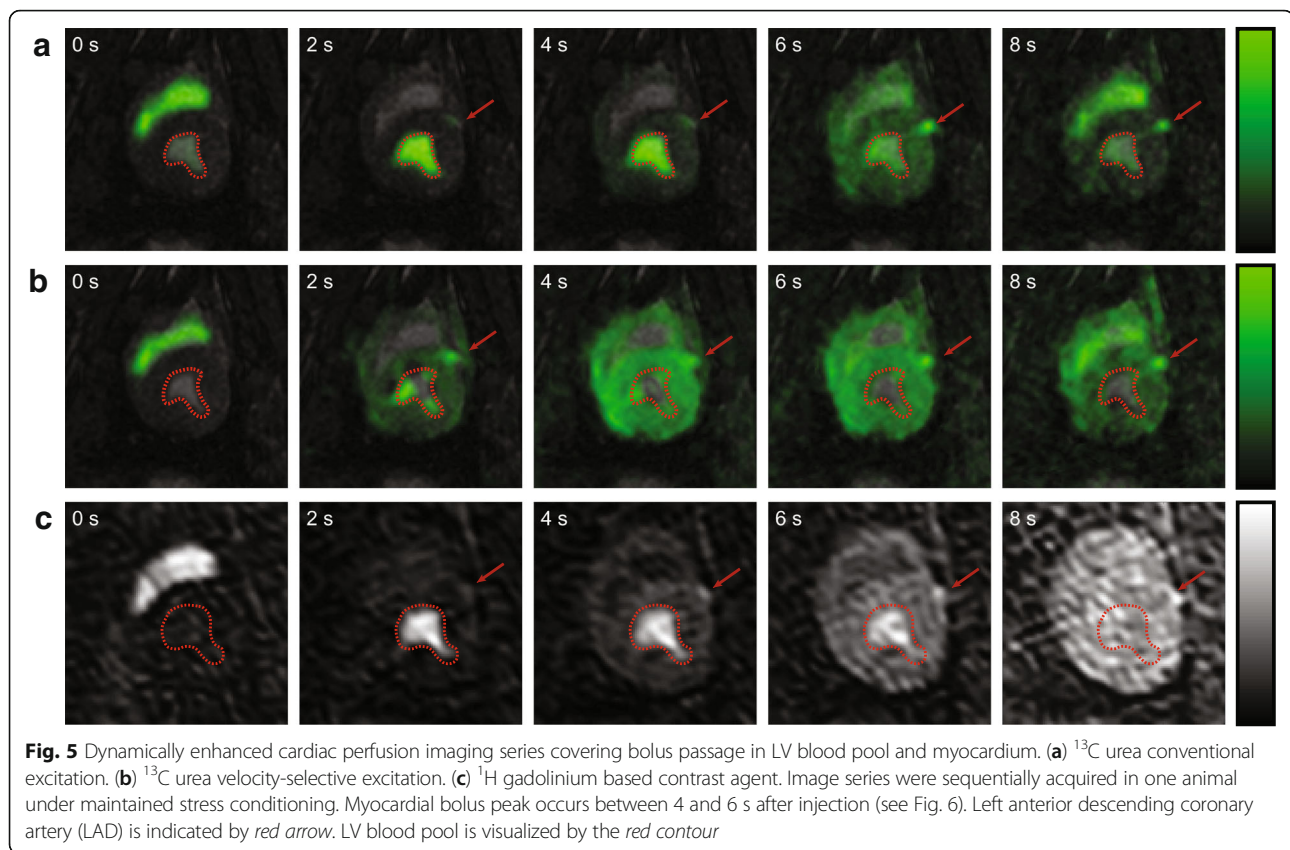 a
0 s
2 s
4 s
6 s
8 s
b
0 s
2 s
4 s
6 s
8 s
c
0 s
2 s
4 s
6 s
8 s
Fig. 5 Dynamically enhanced cardiac perfusion imaging series covering bolus passage in LV blood pool and myocardium. (a) ¹³C urea conventional
excitation. (b) ¹³C urea velocity-selective excitation. (c) ¹H gadolinium based contrast agent. Image series were sequentially acquired in one animal
under maintained stress conditioning. Myocardial bolus peak occurs between 4 and 6 s after injection (see Fig. 6). Left anterior descending coronary
artery (LAD) is indicated by red arrow. LV blood pool is visualized by the red contour